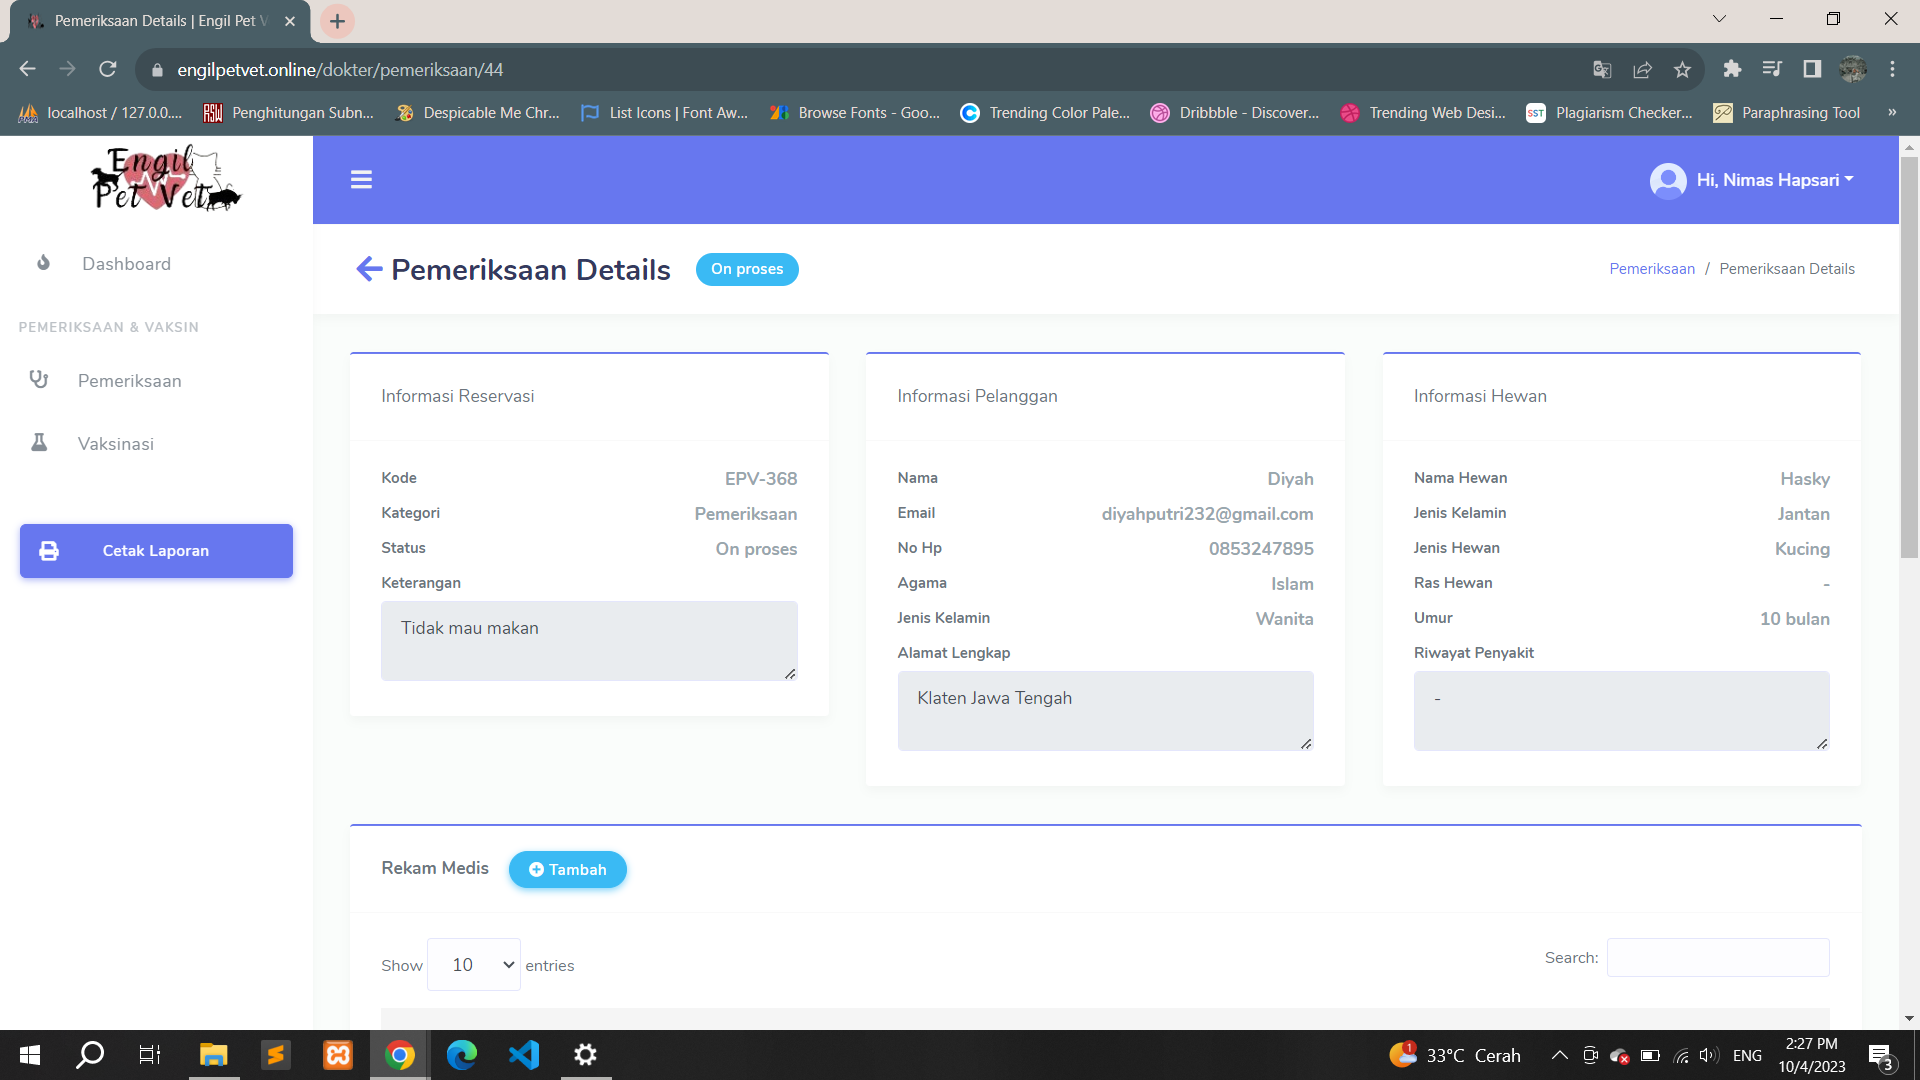 Pemeriksaan Details | Engil Pet V
engilpetvet.online/dokter/pemeriksaan/44
localhost / 127.0.0....
Penghitungan Subn...
Despicable Me Chr...
List Icons | Font Aw...
Browse Fonts - Goo...
Trending Color Pale...
Dribbble - Discover...
Trending Web Desi...
SST
Plagiarism Checker...
Paraphrasing Tool
»
Engil
Pet Vet
Hi, Nimas Hapsari
Dashboard
PEMERIKSAAN & VAKSIN
Pemeriksaan
Vaksinasi
Cetak Laporan
Pemeriksaan Details
On proses
Pemeriksaan / Pemeriksaan Details
Informasi Reservasi
Kode EPV-368
Kategori Pemeriksaan
Status On proses
Keterangan
Tidak mau makan
Informasi Pelanggan
Nama Diyah
Email diyahputri232@gmail.com
No Hp 0853247895
Agama Islam
Jenis Kelamin Wanita
Alamat Lengkap
Klaten Jawa Tengah
Informasi Hewan
Nama Hewan Hasky
Jenis Kelamin Jantan
Jenis Hewan Kucing
Ras Hewan -
Umur 10 bulan
Riwayat Penyakit
-
Rekam Medis
Tambah
Show 10 entries
Search:
1
33°C Cerah
ENG
2:27 PM
10/4/2023
3